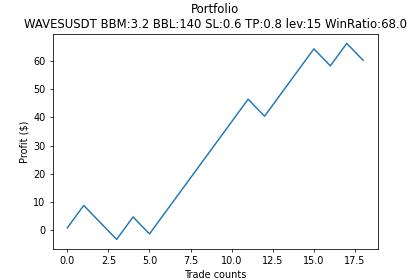 Portfolio
WAVESUSDT BBM:3.2 BBL:140 SL:0.6 TP:0.8 lev:15 WinRatio:68.0
60
50
40
30
20
10
0
Profit ($)
0.0 2.5 5.0 7.5 10.0 12.5 15.0 17.5
Trade counts